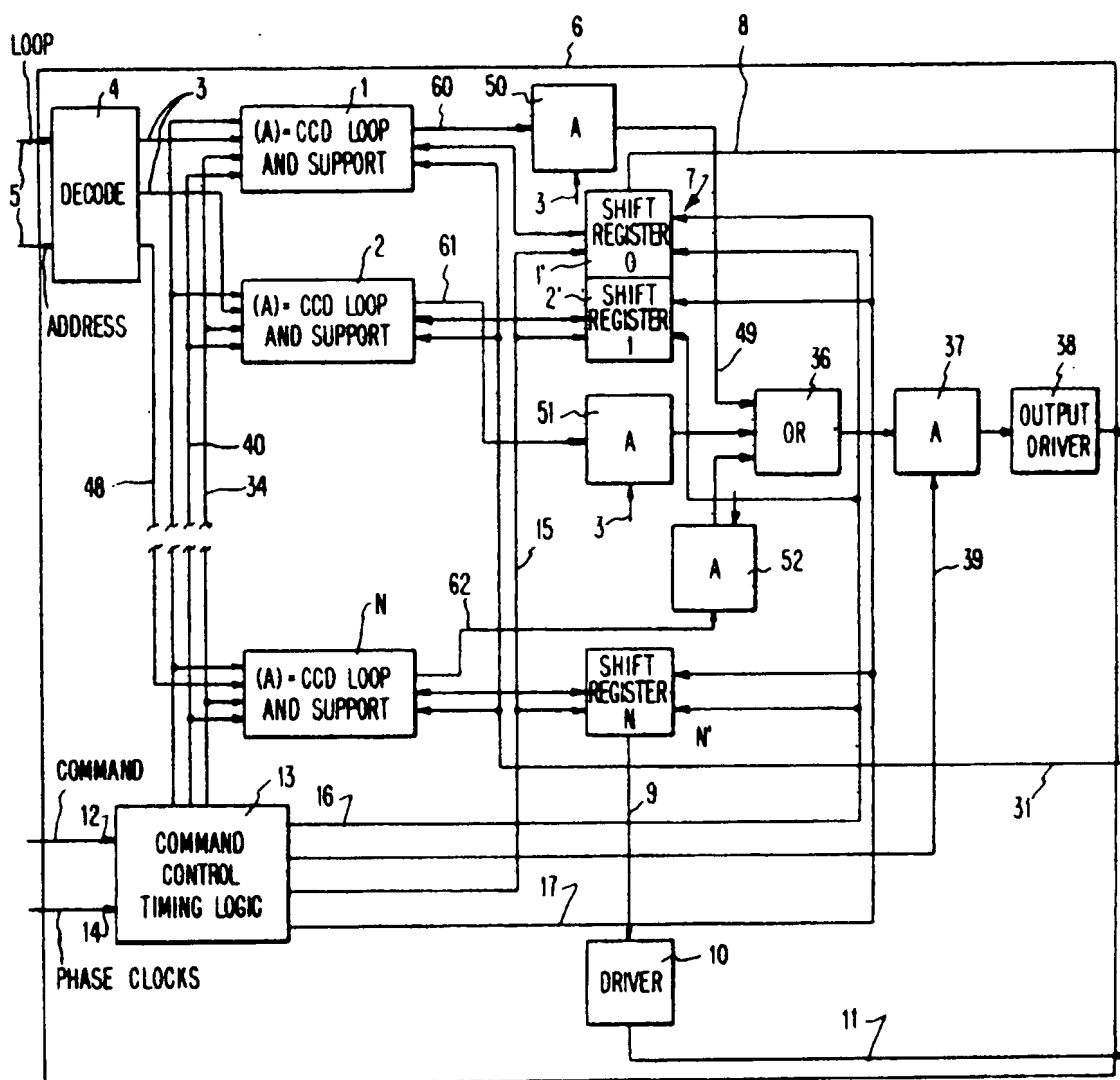 LOOP
6
8
4
3
1
60
50
(A)=CCD LOOP
AND SUPPORT
A
DECODE
5
3
7
SHIFT
REGISTER
0
1'
2
61
2'
SHIFT
REGISTER
1
(A)=CCD LOOP
AND SUPPORT
ADDRESS
49
36
37
38
51
A
OR
A
OUTPUT
DRIVER
40
48
34
3
15
A
52
39
62
N
(A)=CCD LOOP
AND SUPPORT
SHIFT
REGISTER
N
N'
COMMAND
13
16
9
31
12
COMMAND
CONTROL
TIMING LOGIC
17
14
PHASE CLOCKS
10
DRIVER
11